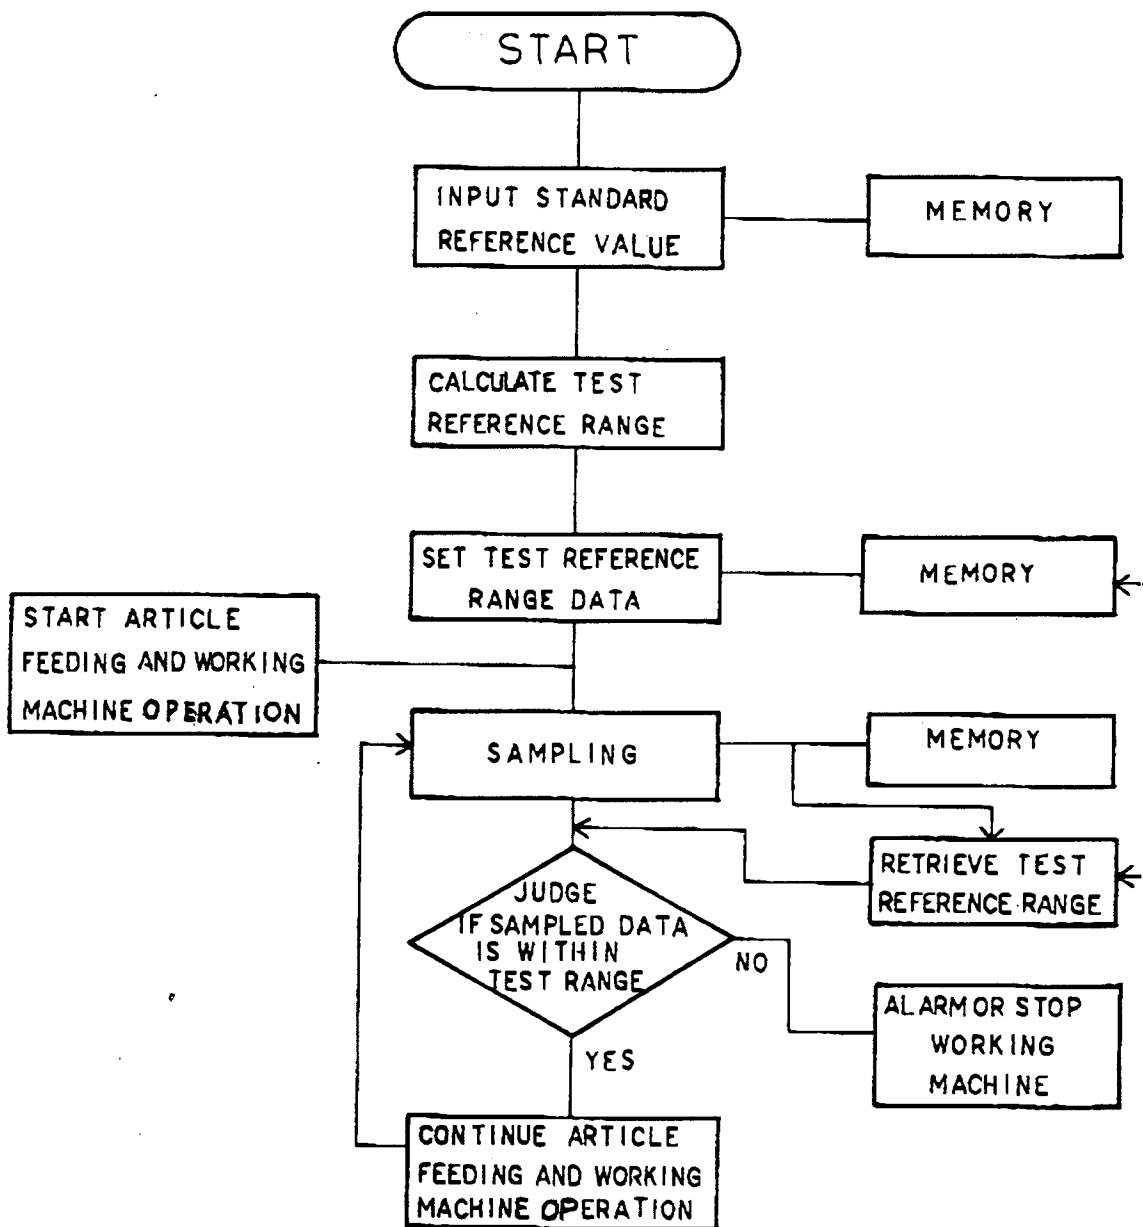 START
INPUT STANDARD
REFERENCE VALUE
MEMORY
CALCULATE TEST
REFERENCE RANGE
SET TEST REFERENCE
RANGE DATA
MEMORY
START ARTICLE
FEEDING AND WORKING
MACHINE OPERATION
SAMPLING
MEMORY
RETRIEVE TEST
REFERENCE RANGE
JUDGE
IF SAMPLED DATA
IS WITHIN
TEST RANGE
NO
ALARM OR STOP
WORKING
MACHINE
YES
CONTINUE ARTICLE
FEEDING AND WORKING
MACHINE OPERATION